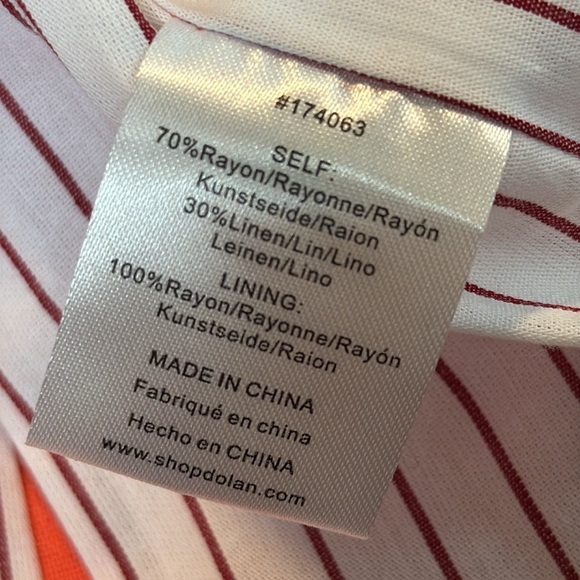 #174063
SELF:
70%Rayon/Rayonne/Rayón
Kunstseide/Raion
30%Linen/Lin/Lino
Leinen/Lino
LINING:
100%Rayon/Rayonne/Rayón
Kunstseide/Raion
MADE IN CHINA
Fabriqué en china
Hecho en CHINA
www.shopdolan.com